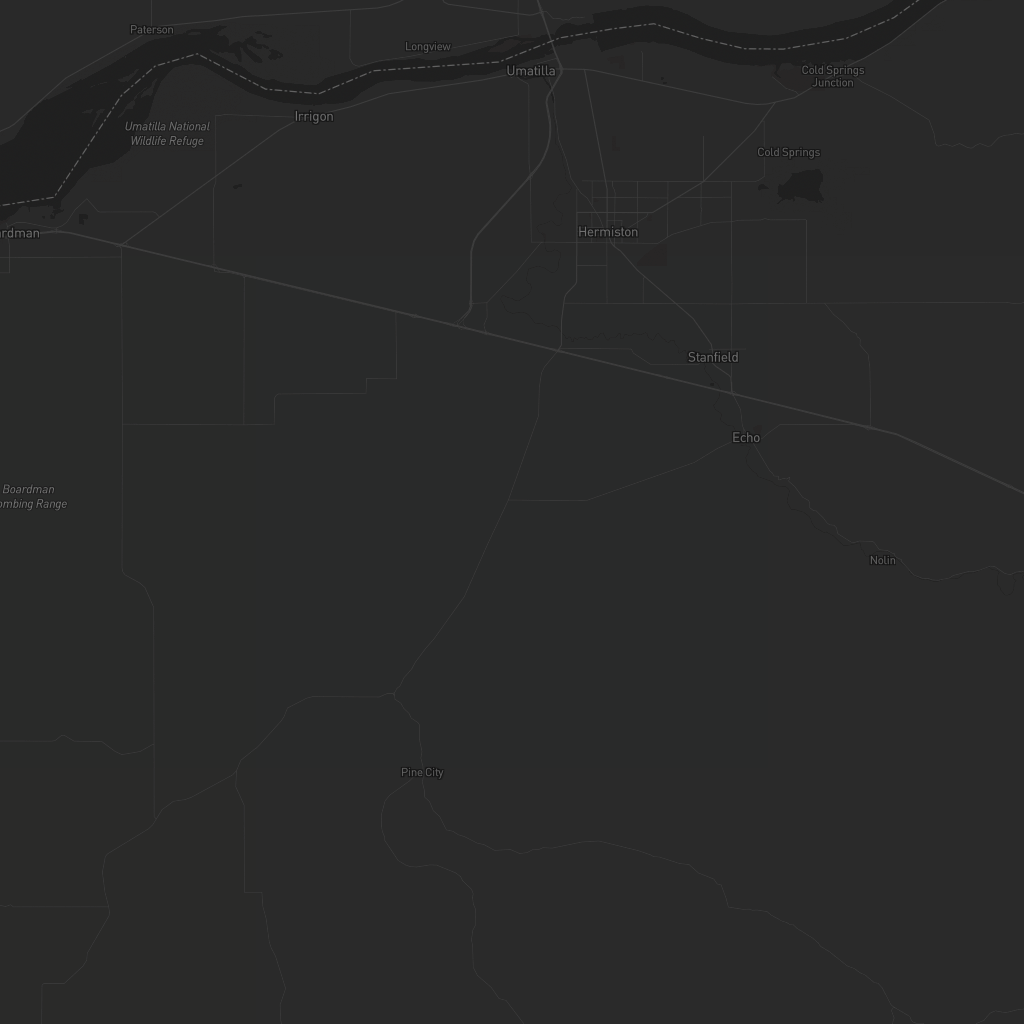 Paterson
Longview
Umatilla
Cold Springs
Junction
Irrigon
Umatilla National
Wildlife Refuge
Cold Springs
ardman
Hermiston
Stanfield
Echo
Boardman
ombing Range
Nolin
Pine City